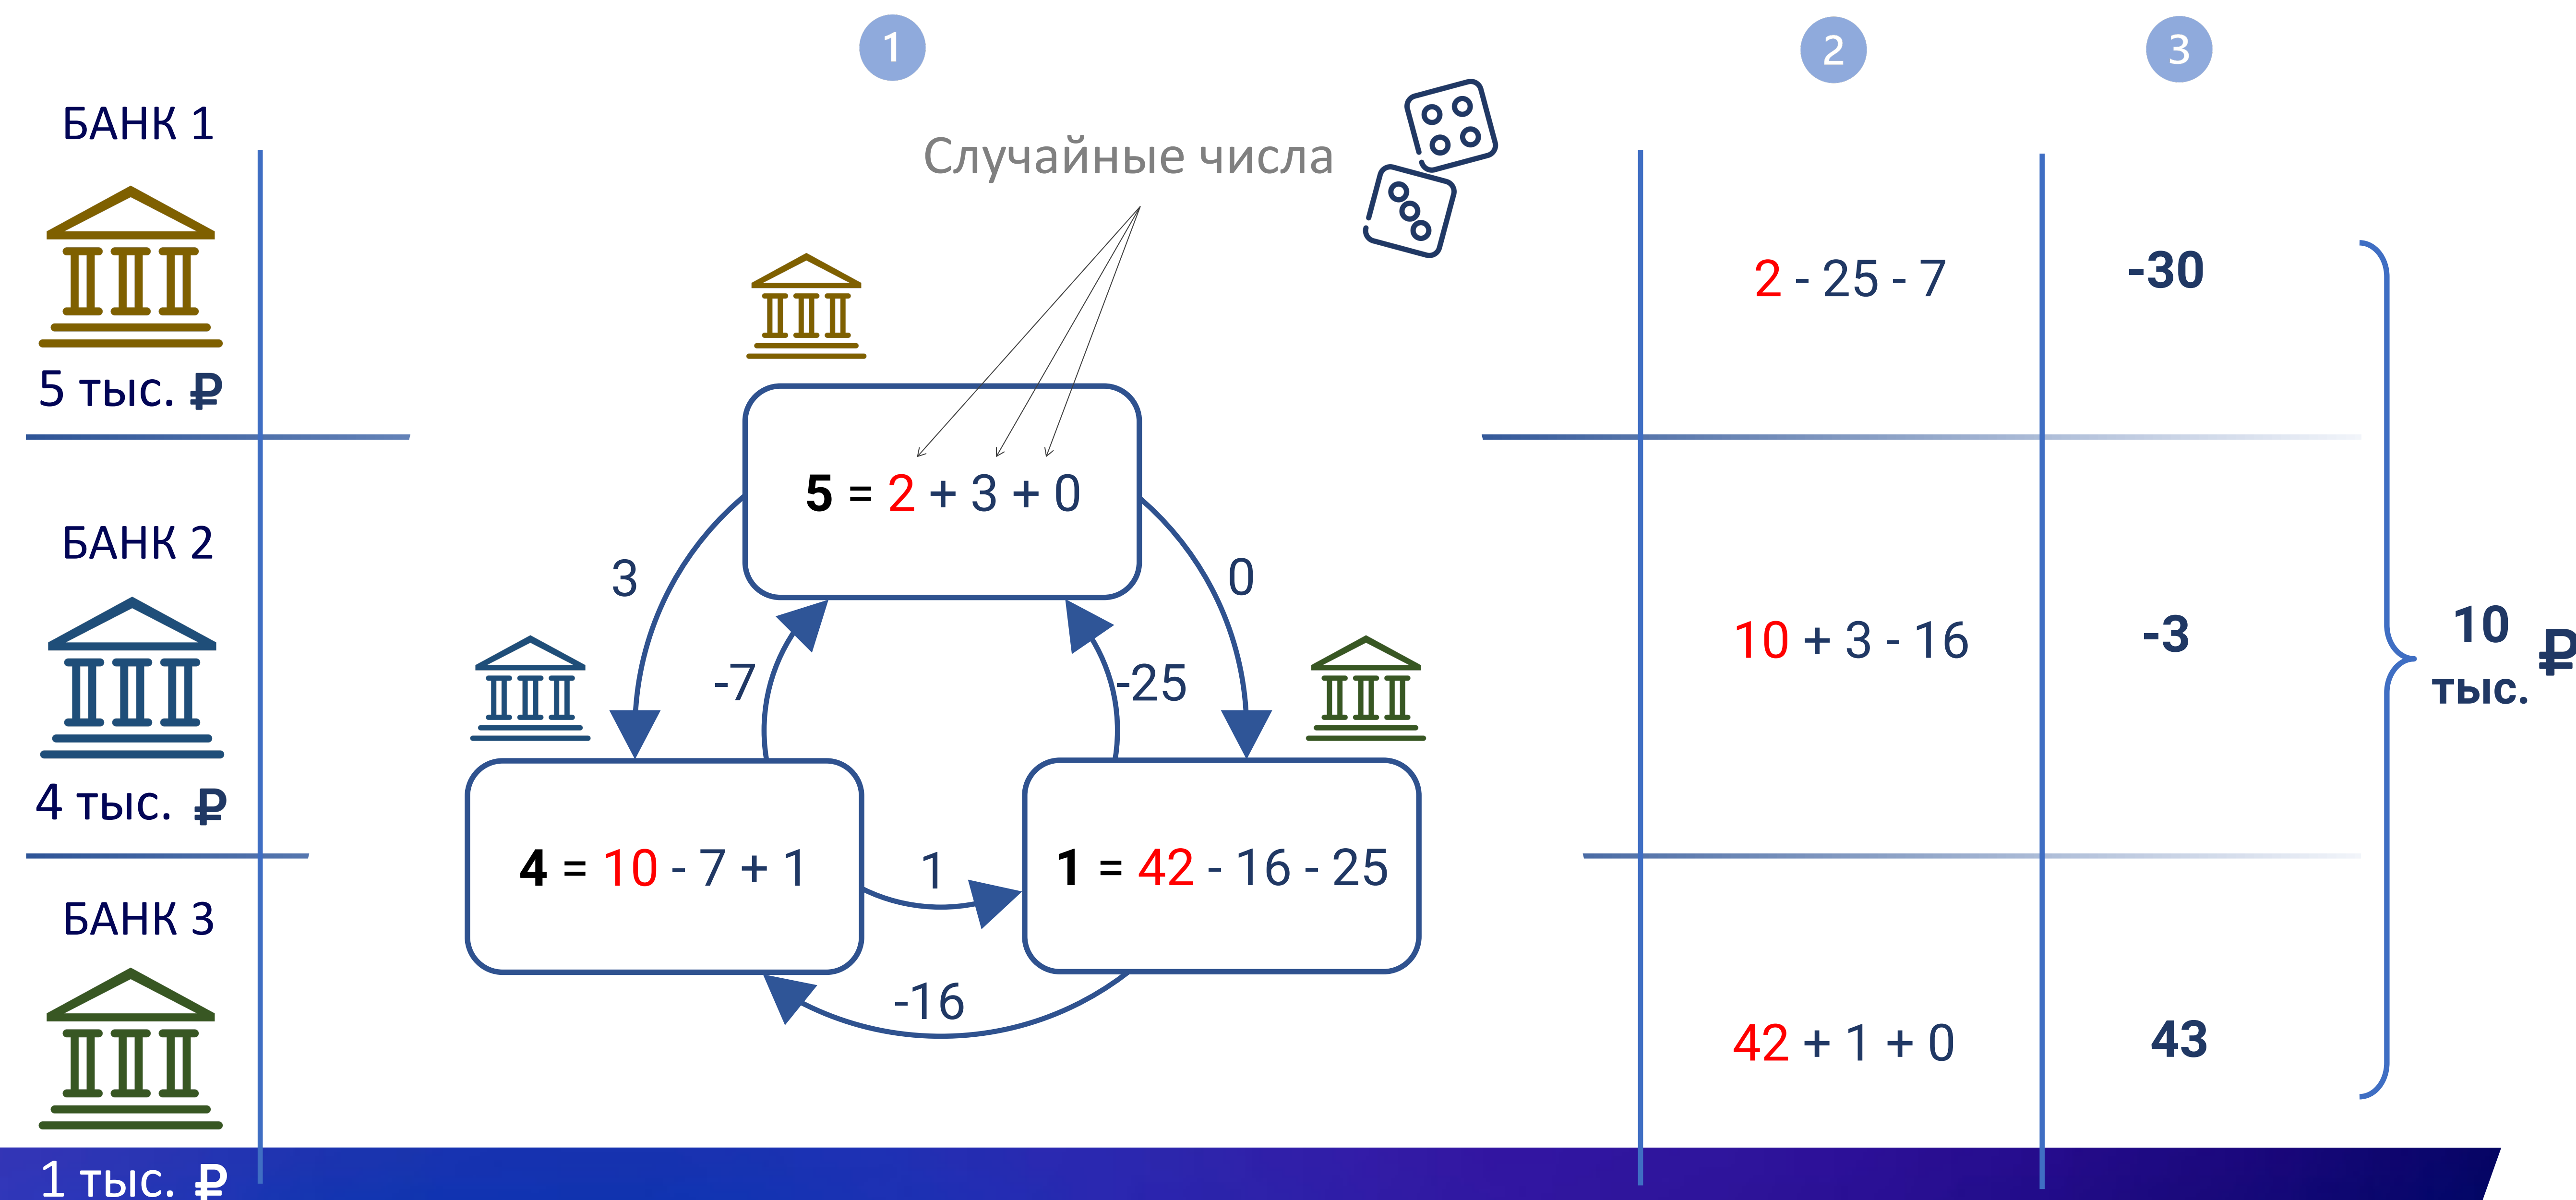 1
2
3
БАНК 1
5 тыс. ₽
БАНК 2
4 тыс. ₽
БАНК 3
1 тыс. ₽
Случайные числа
5 = 2 + 3 + 0
3
0
-7
-25
4 = 10 - 7 + 1
1
1 = 42 - 16 - 25
-16
2 - 25 - 7
-30
10 + 3 - 16
-3
42 + 1 + 0
43
10
тыс. ₽